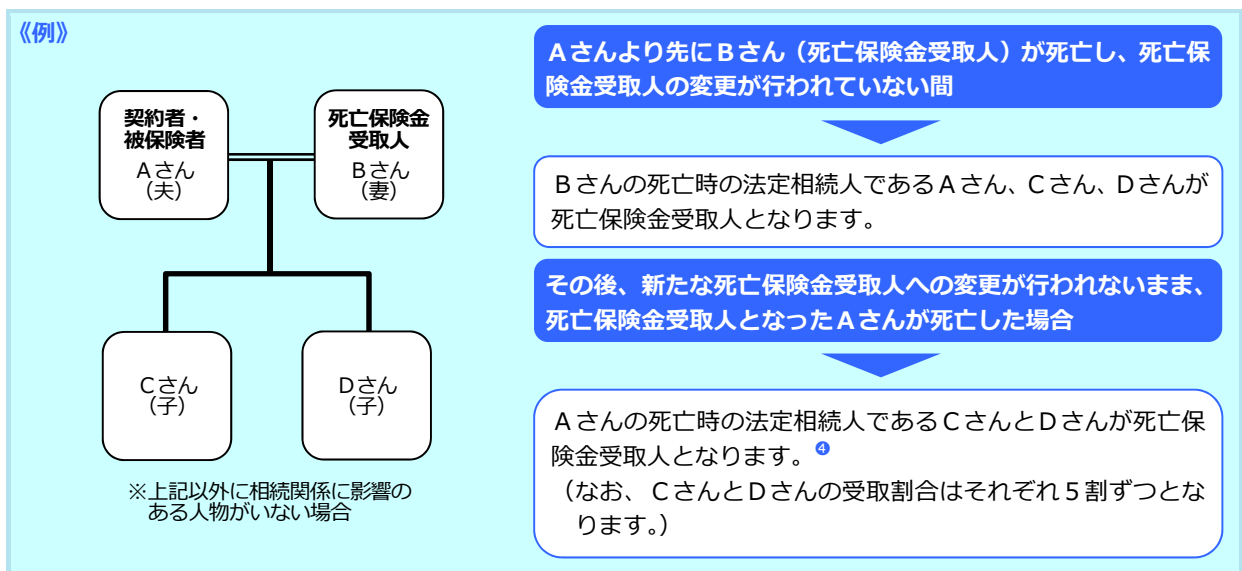 《例》
契約者・
被保険者
Aさん
（夫）
死亡保険金
受取人
Bさん
（妻）
Cさん
（子）
Dさん
（子）
※上記以外に相続関係に影響の
ある人物がいない場合
Aさんより先にBさん（死亡保険金受取人）が死亡し、死亡保
険金受取人の変更が行われていない間
Bさんの死亡時の法定相続人であるAさん、Cさん、Dさんが
死亡保険金受取人となります。
その後、新たな死亡保険金受取人への変更が行われないまま、
死亡保険金受取人となったAさんが死亡した場合
Aさんの死亡時の法定相続人であるCさんとDさんが死亡保
険金受取人となります。❹
（なお、CさんとDさんの受取割合はそれぞれ５割ずつとな
ります。）